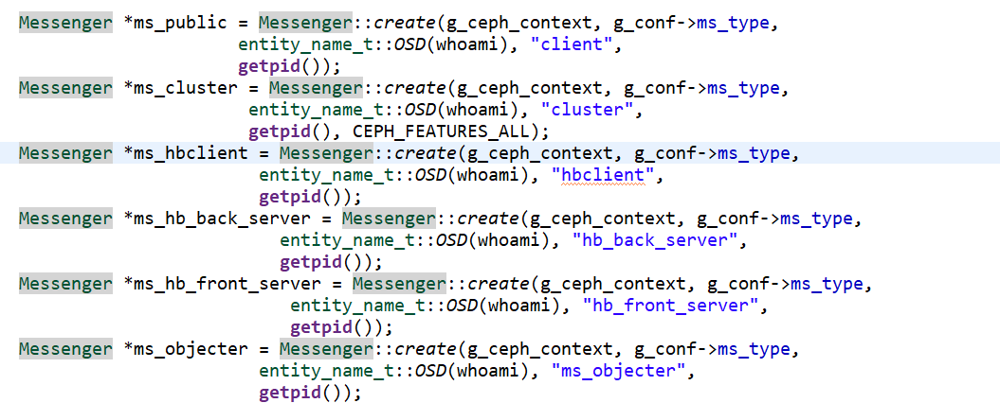 Messenger *ms_public = Messenger::create(g_ceph_context, g_conf->ms_type,
entity_name_t::OSD(whoami), "client",
getpid());
Messenger *ms_cluster = Messenger::create(g_ceph_context, g_conf->ms_type,
entity_name_t::OSD(whoami), "cluster",
getpid(), CEPH_FEATURES_ALL);
Messenger *ms_hbclient = Messenger::create(g_ceph_context, g_conf->ms_type,
entity_name_t::OSD(whoami), "hbclient",
getpid());
Messenger *ms_hb_back_server = Messenger::create(g_ceph_context, g_conf->ms_type,
entity_name_t::OSD(whoami), "hb_back_server",
getpid());
Messenger *ms_hb_front_server = Messenger::create(g_ceph_context, g_conf->ms_type,
entity_name_t::OSD(whoami), "hb_front_server",
getpid());
Messenger *ms_objecter = Messenger::create(g_ceph_context, g_conf->ms_type,
entity_name_t::OSD(whoami), "ms_objecter",
getpid());